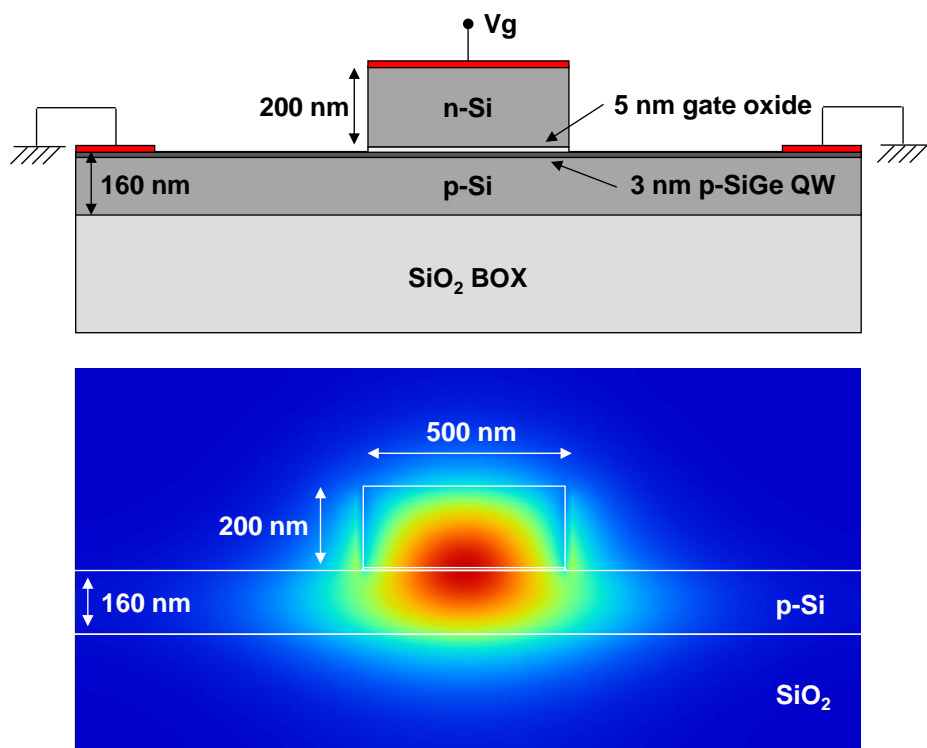 Vg
200 nm
n-Si
5 nm gate oxide
160 nm
p-Si
3 nm p-SiGe QW
SiO₂ BOX
500 nm
200 nm
160 nm
p-Si
SiO₂